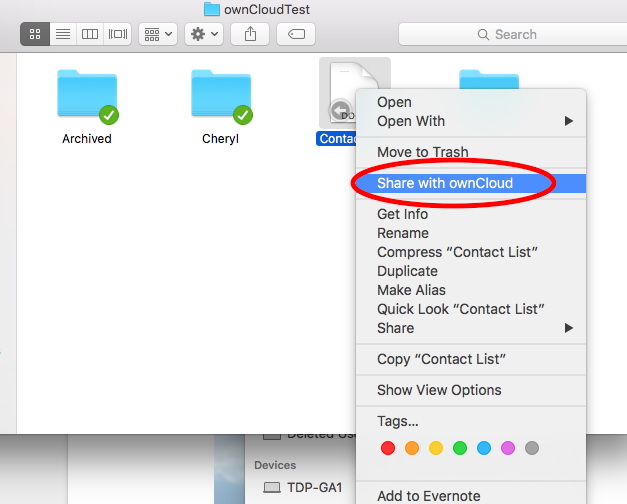 ownCloudTest
Search
Archived
Cheryl
DO
Conta
Open
Open With
Move to Trash
Share with ownCloud
Get Info
Rename
Compress “Contact List”
Duplicate
Make Alias
Quick Look “Contact List”
Share
Copy “Contact List”
Show View Options
Tags...
Deleted Us
Devices
TDP-GA1
Add to Evernote